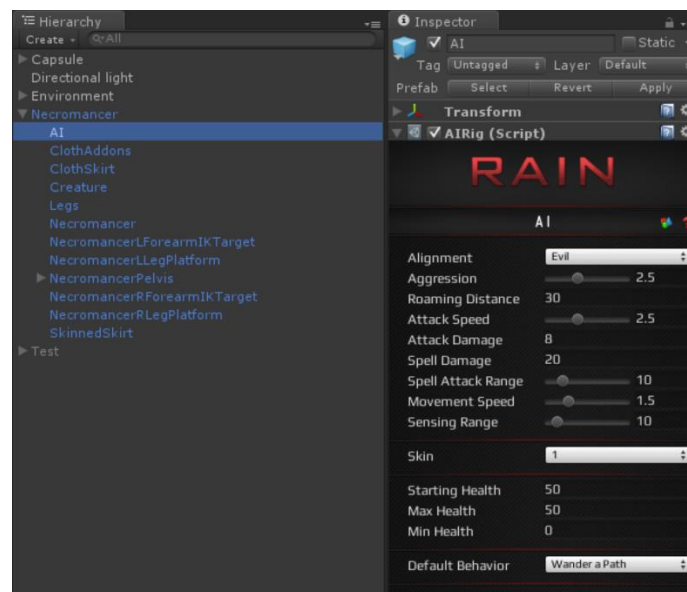 Hierarchy
Create
All
Capsule
Directional light
Environment
Necromancer
AI
ClothAddons
ClothSkirt
Creature
Legs
Necromancer
NecromancerLForearmIKTarget
NecromancerLLegPlatform
NecromancerPelvis
NecromancerRForearmIKTarget
NecromancerRLegPlatform
SkinnedSkirt
Test
Inspector
AI Static
Tag Untagged Layer Default
Prefab Select Revert Apply
Transform
AIRig (Script)
RAIN
AI
Alignment Evil
Aggression 2.5
Roaming Distance 30
Attack Speed 2.5
Attack Damage 8
Spell Damage 20
Spell Attack Range 10
Movement Speed 1.5
Sensing Range 10
Skin 1
Starting Health 50
Max Health 50
Min Health 0
Default Behavior Wander a Path